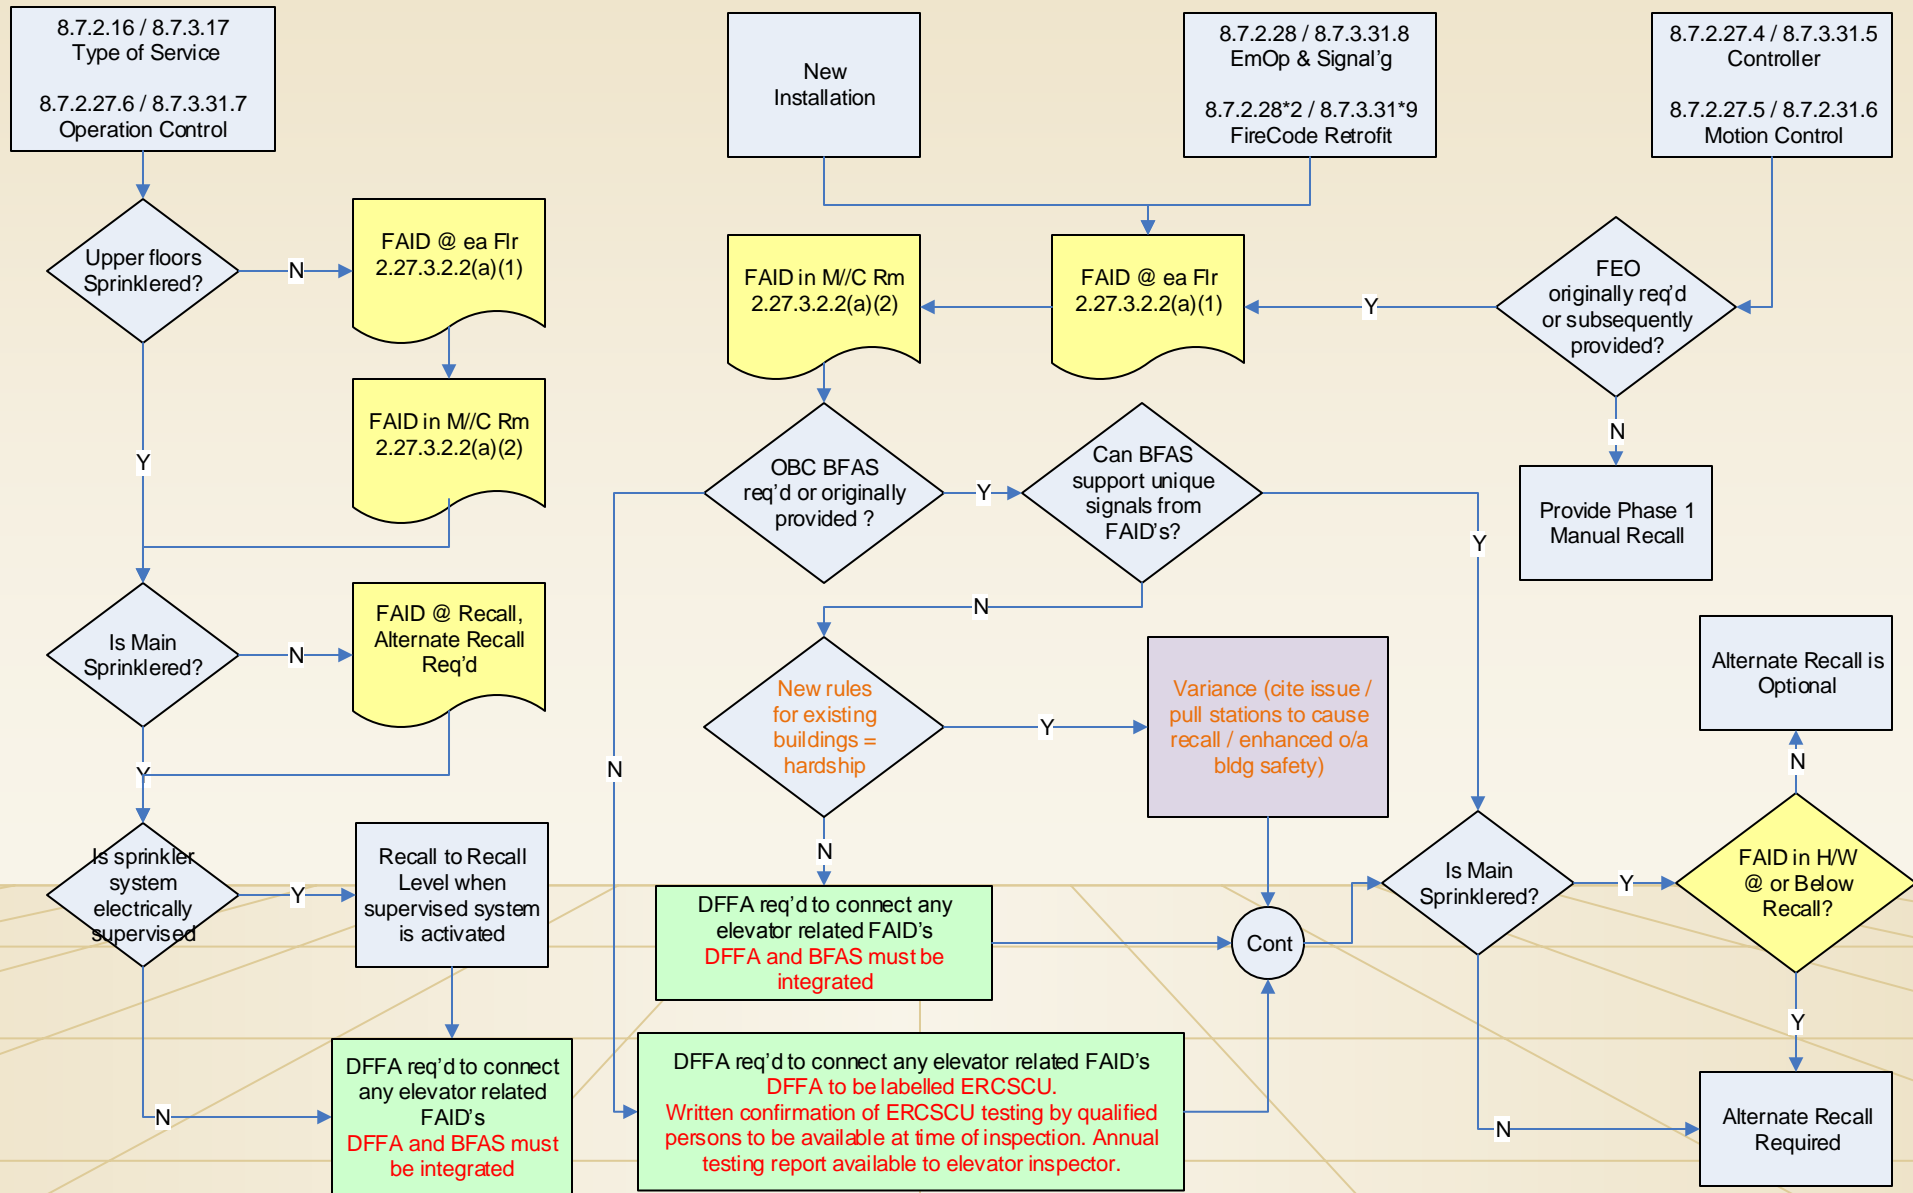 8.7.2.16 / 8.7.3.17
Type of Service
8.7.2.27.6 / 8.7.3.31.7
Operation Control
New
Installation
8.7.2.28 / 8.7.3.31.8
EmOp & Signal'g
8.7.2.28*2 / 8.7.3.31*9
FireCode Retrofit
8.7.2.27.4 / 8.7.3.31.5
Controller
8.7.2.27.5 / 8.7.2.31.6
Motion Control
Upper floors
Sprinklered?
N
FAID @ ea Flr
2.27.3.2.2(a)(1)
FAID in M//C Rm
2.27.3.2.2(a)(2)
FAID @ ea Flr
2.27.3.2.2(a)(1)
Y
FEO
originally req'd
or subsequently
provided?
N
Provide Phase 1
Manual Recall
Y
FAID in M//C Rm
2.27.3.2.2(a)(2)
OBC BFAS
req'd or originally
provided ?
Y
Can BFAS
support unique
signals from
FAID's?
Y
N
Is Main
Sprinklered?
N
FAID @ Recall,
Alternate Recall
Req'd
Y
New rules
for existing
buildings =
hardship
Y
Variance (cite issue /
pull stations to cause
recall / enhanced o/a
bldg safety)
N
N
Alternate Recall is
Optional
N
Is sprinkler
system
electrically
supervised
Y
Recall to Recall
Level when
supervised system
is activated
DFFA req'd to connect any
elevator related FAID's
DFFA and BFAS must be
integrated
Cont
Is Main
Sprinklered?
Y
FAID in H/W
@ or Below
Recall?
Y
N
DFFA req'd to connect
any elevator related
FAID's
DFFA and BFAS must
be integrated
DFFA req'd to connect any elevator related FAID's
DFFA to be labelled ERCSCU.
Written confirmation of ERCSCU testing by qualified
persons to be available at time of inspection. Annual
testing report available to elevator inspector.
N
Alternate Recall
Required